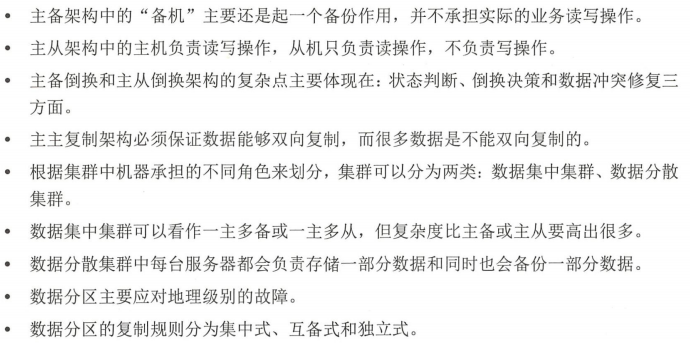 • 主备架构中的“备机”主要还是起一个备份作用，并不承担实际的业务读写操作。
• 主从架构中的主机负责读写操作，从机只负责读操作，不负责写操作。
• 主备倒换和主从倒换架构的复杂点主要体现在：状态判断、倒换决策和数据冲突修复三
方面。
• 主主复制架构必须保证数据能够双向复制，而很多数据是不能双向复制的。
• 根据集群中机器承担的不同角色来划分，集群可以分为两类：数据集中集群、数据分散
集群。
• 数据集中集群可以看作一主多备或一主多从，但复杂度比主备或主从要高出很多。
• 数据分散集群中每台服务器都会负责存储一部分数据和同时也会备份一部分数据。
• 数据分区主要应对地理级别的故障。
• 数据分区的复制规则分为集中式、互备式和独立式。